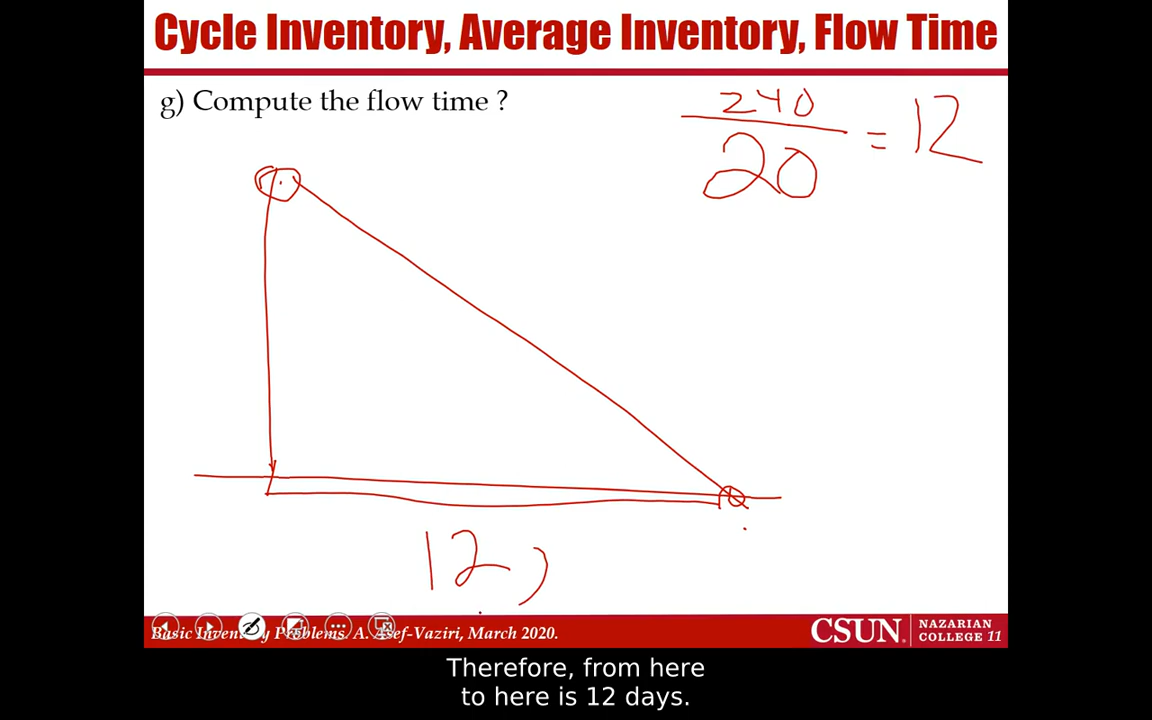 Cycle Inventory, Average Inventory, Flow Time
g) Compute the flow time ?
240
20
= 12
12
Basic Inventory Problems. A. Asef-Vaziri, March 2020.
CSUN
NAZARIAN
COLLEGE 11
Therefore, from here
to here is 12 days.